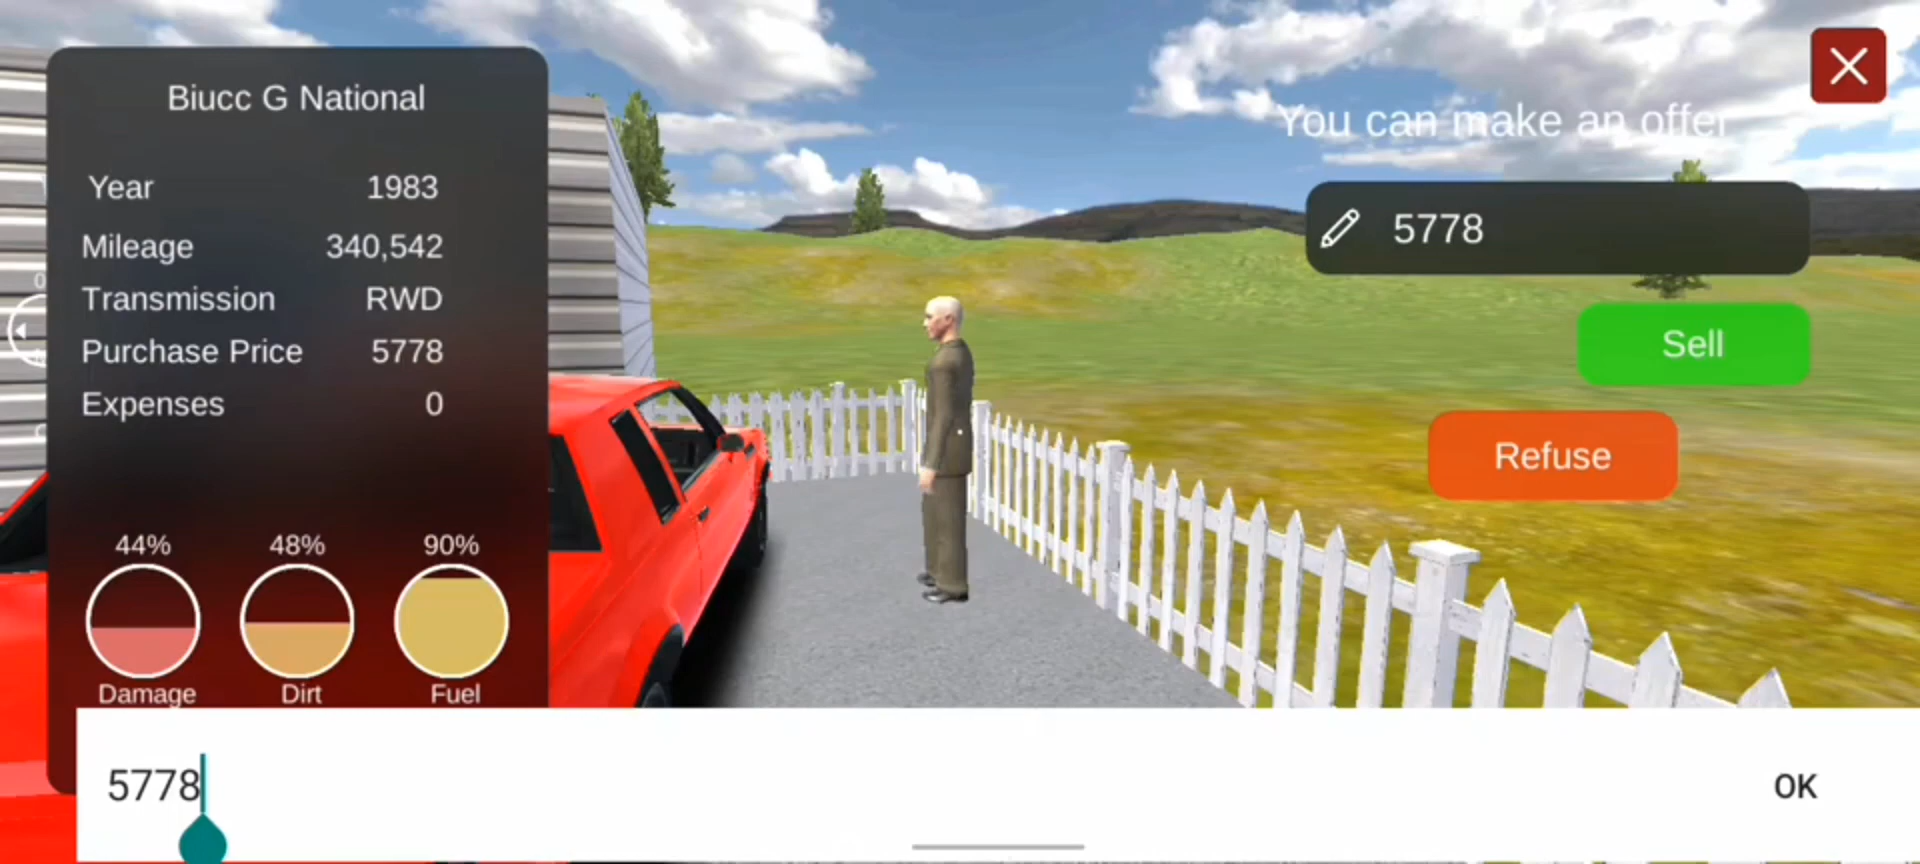 Biucc G National
Year 1983
Mileage 340,542
Transmission RWD
Purchase Price 5778
Expenses 0
44% 48% 90%
Damage Dirt Fuel
You can make an offer
5778
Sell
Refuse
5778
OK